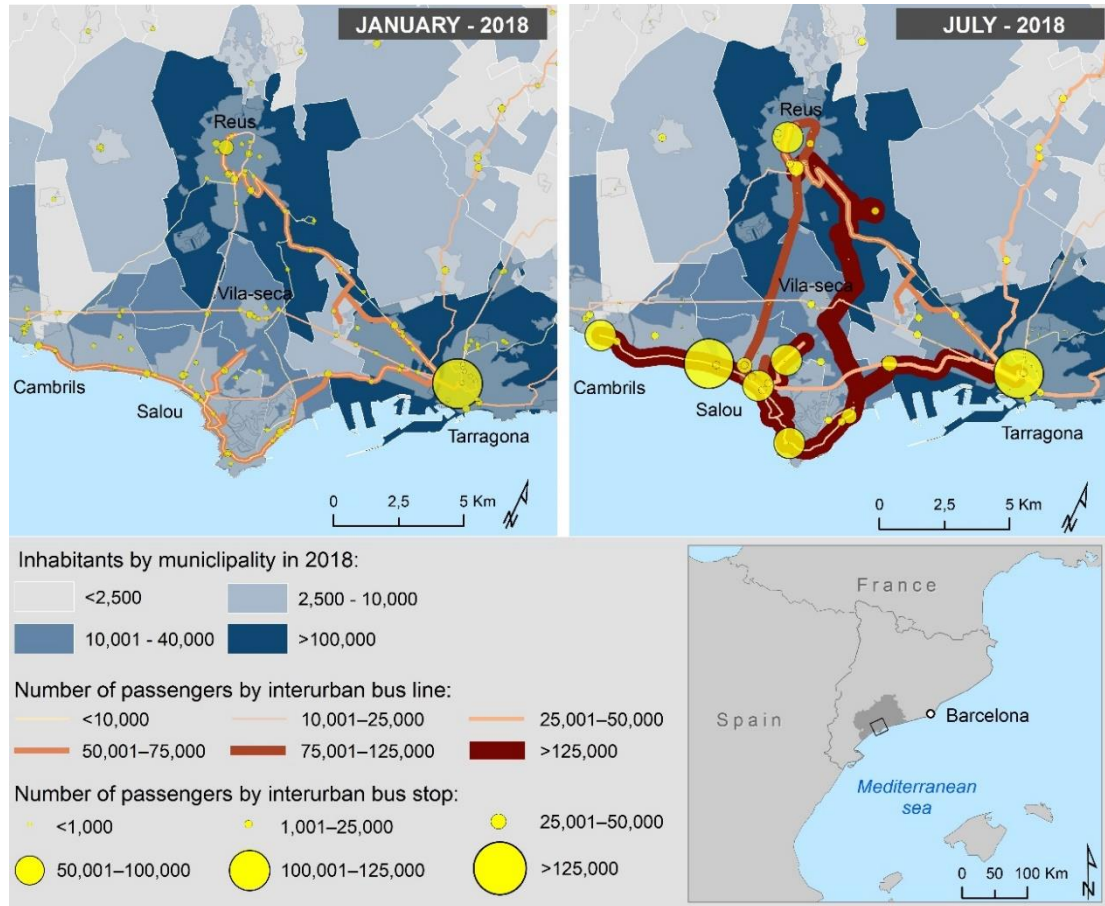 JANUARY - 2018
Reus
Vila-seca
Cambrils
Salou
Tarragona
0 2,5 5 Km
N
JULY - 2018
Reus
Vila-seca
Cambrils
Salou
Tarragona
0 2,5 5 Km
N
Inhabitants by municlipality in 2018:
<2,500 2,500 - 10,000
10,001 - 40,000 >100,000
Number of passengers by interurban bus line:
<10,000 10,001–25,000 25,001–50,000
50,001–75,000 75,001–125,000 >125,000
Number of passengers by interurban bus stop:
<1,000 1,001–25,000 25,001–50,000
50,001–100,000 100,001–125,000 >125,000
France
Spain
Barcelona
Mediterranean
sea
0 50 100 Km
N